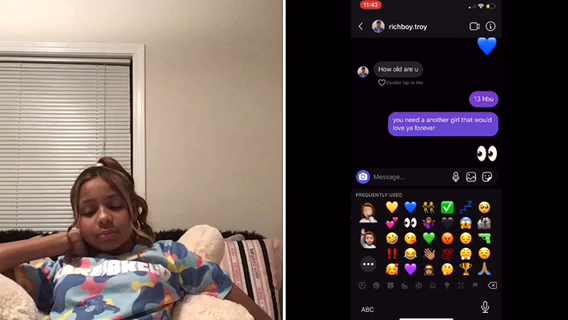 11:43
richboy.troy
How old are u
Double tap to like
13 hbu
you need a another girl that would
love ya forever
Message...
FREQUENTLY USED
ABC